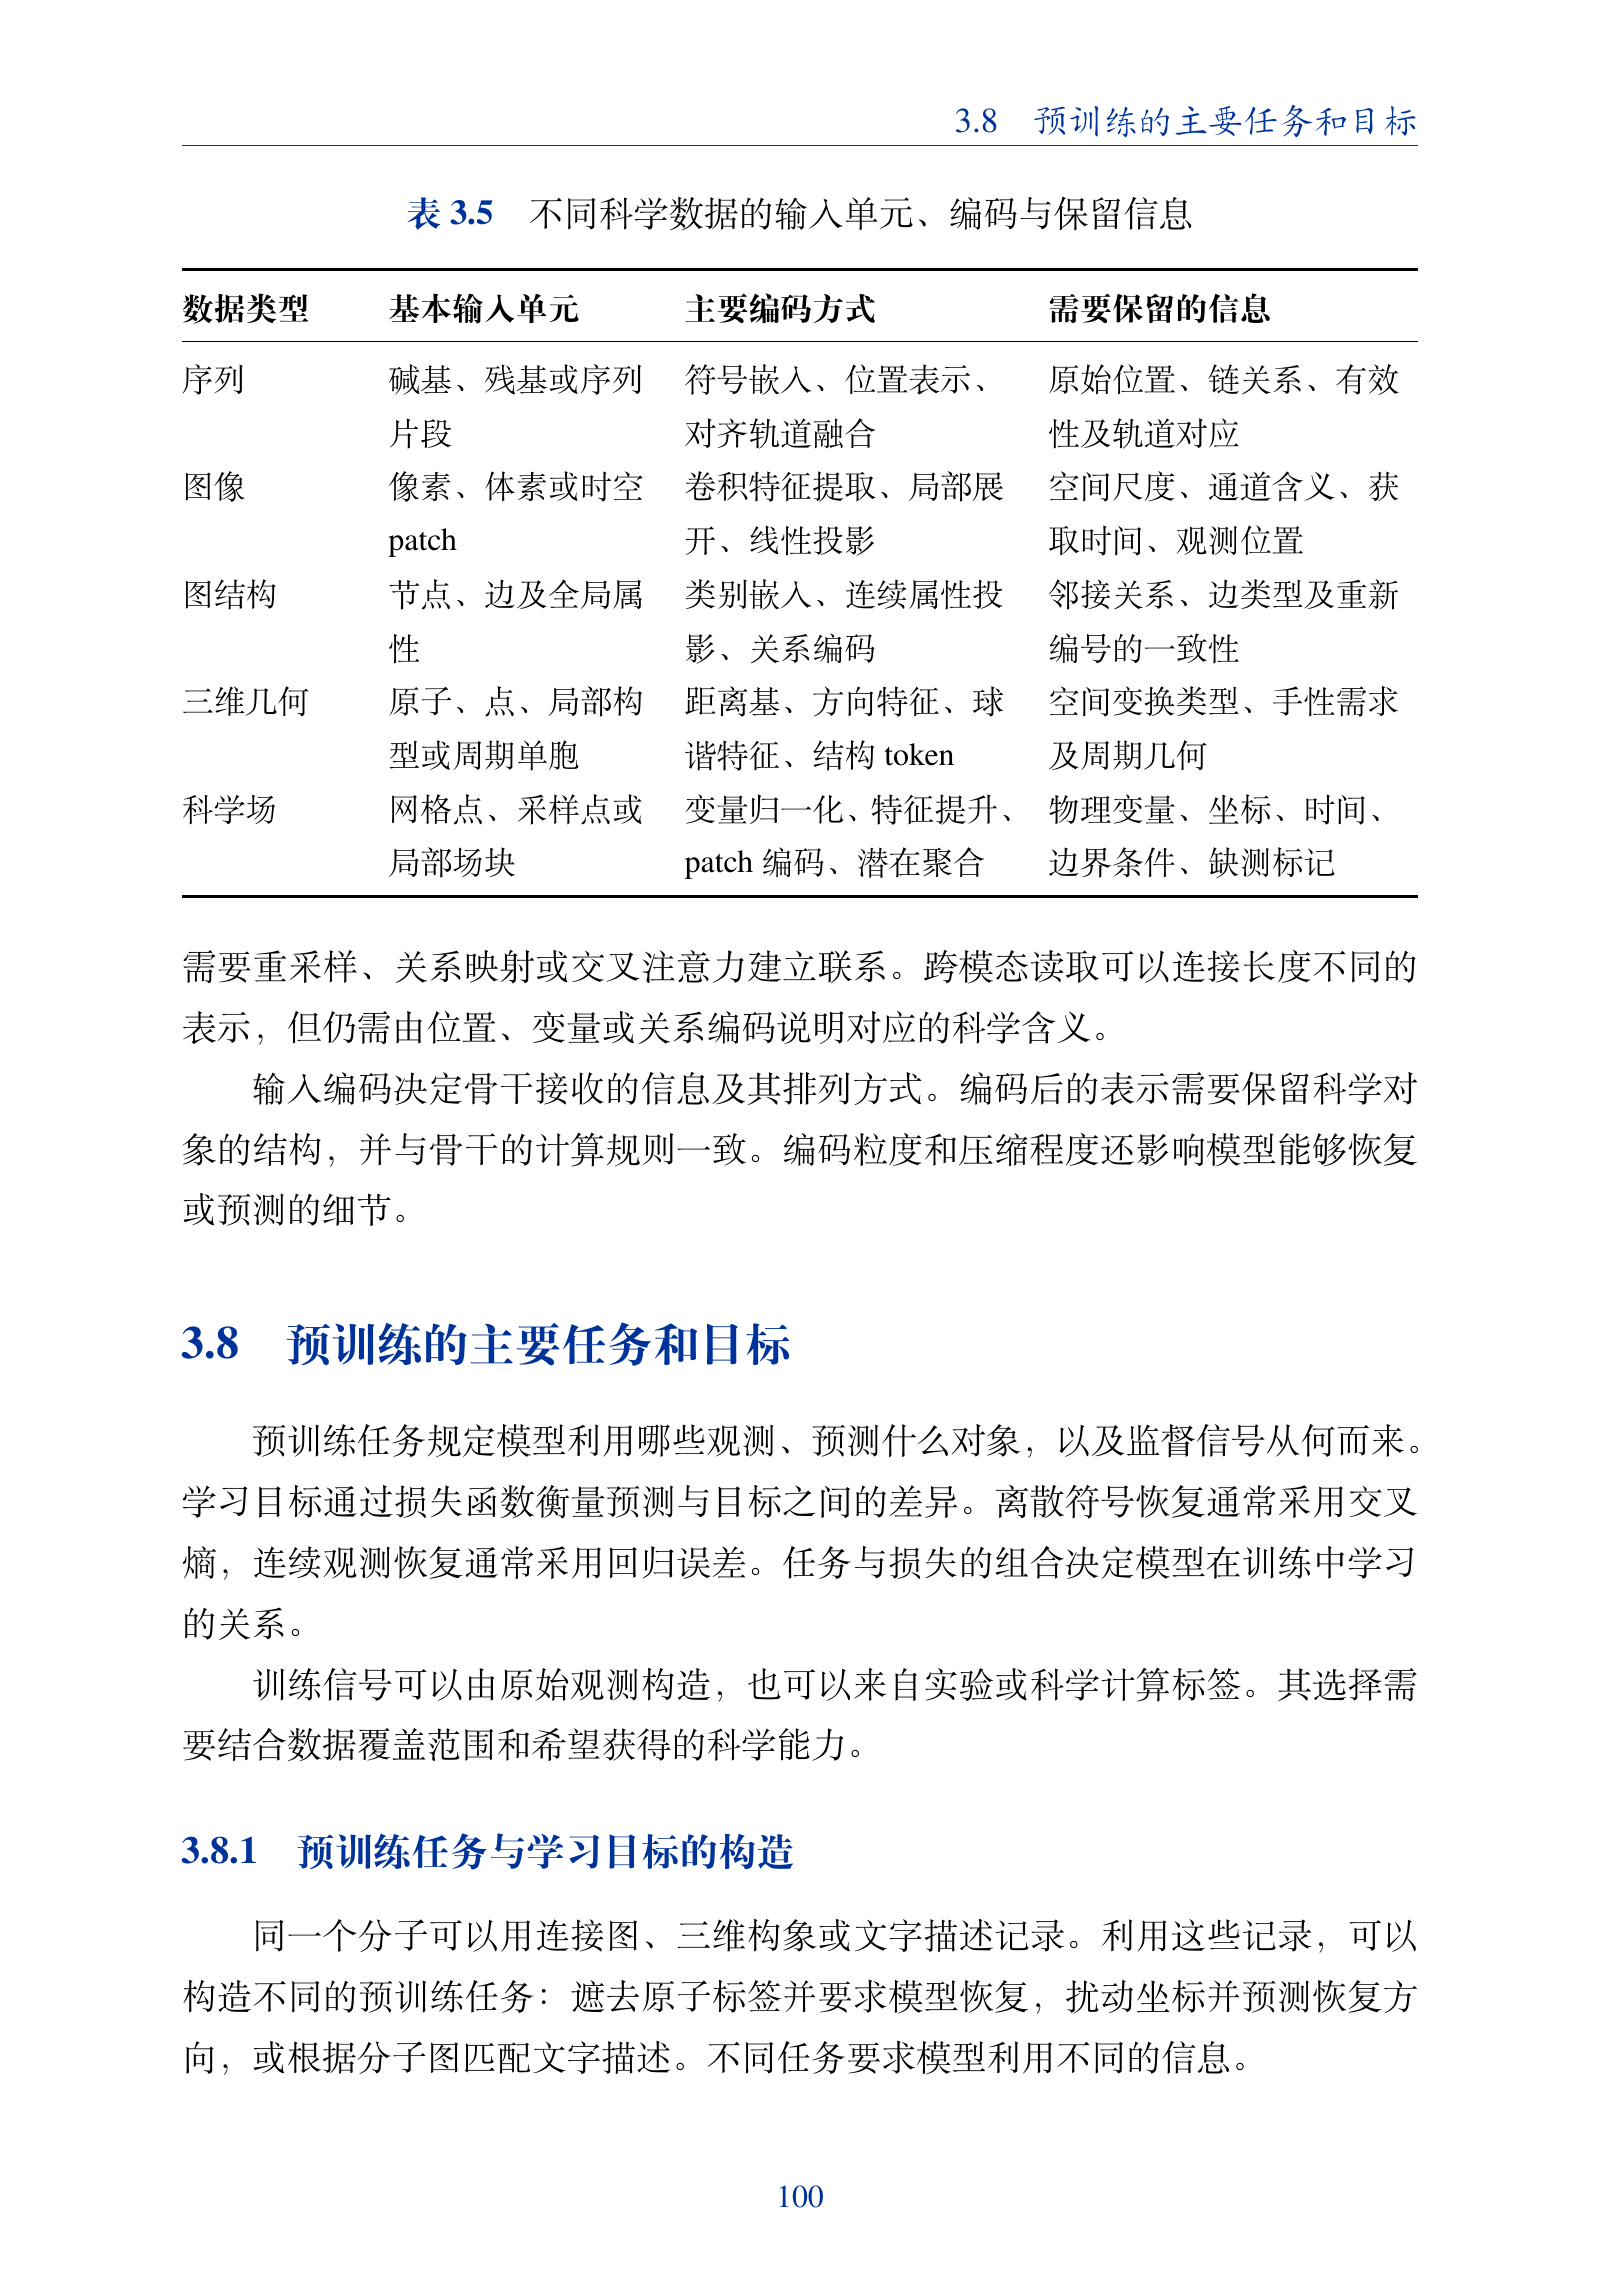 3.8 预训练的主要任务和目标
表 3.5 不同科学数据的输入单元、编码与保留信息
数据类型 基本输入单元 主要编码方式 需要保留的信息
序列 碱基、残基或序列 符号嵌入、位置表示、 原始位置、链关系、有效
片段 对齐轨道融合 性及轨道对应
图像 像素、体素或时空 卷积特征提取、局部展 空间尺度、通道含义、获
patch 开、线性投影 取时间、观测位置
图结构 节点、边及全局属 类别嵌入、连续属性投 邻接关系、边类型及重新
性 影、关系编码 编号的一致性
三维几何 原子、点、局部构 距离基、方向特征、球 空间变换类型、手性需求
型或周期单胞 谐特征、结构 token 及周期几何
科学场 网格点、采样点或 变量归一化、特征提升、 物理变量、坐标、时间、
局部场块 patch 编码、潜在聚合 边界条件、缺测标记
需要重采样、关系映射或交叉注意力建立联系。跨模态读取可以连接长度不同的
表示，但仍需由位置、变量或关系编码说明对应的科学含义。
输入编码决定骨干接收的信息及其排列方式。编码后的表示需要保留科学对
象的结构，并与骨干的计算规则一致。编码粒度和压缩程度还影响模型能够恢复
或预测的细节。
3.8 预训练的主要任务和目标
预训练任务规定模型利用哪些观测、预测什么对象，以及监督信号从何而来。
学习目标通过损失函数衡量预测与目标之间的差异。离散符号恢复通常采用交叉
熵，连续观测恢复通常采用回归误差。任务与损失的组合决定模型在训练中学习
的关系。
训练信号可以由原始观测构造，也可以来自实验或科学计算标签。其选择需
要结合数据覆盖范围和希望获得的科学能力。
3.8.1 预训练任务与学习目标的构造
同一个分子可以用连接图、三维构象或文字描述记录。利用这些记录，可以
构造不同的预训练任务：遮去原子标签并要求模型恢复，扰动坐标并预测恢复方
向，或根据分子图匹配文字描述。不同任务要求模型利用不同的信息。
100